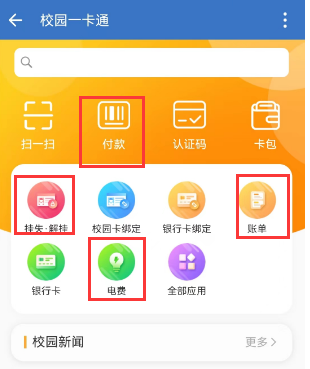 校园一卡通
扫一扫 付款 认证码 卡包
挂失·解挂 校园卡绑定 银行卡绑定 账单
银行卡 电费 全部应用
校园新闻 更多